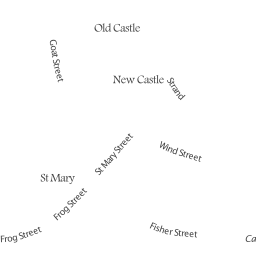 Old Castle
Goat Street
New Castle
Strand
St Mary Street
Wind Street
St Mary
Frog Street
Frog Street
Fisher Street
Ca